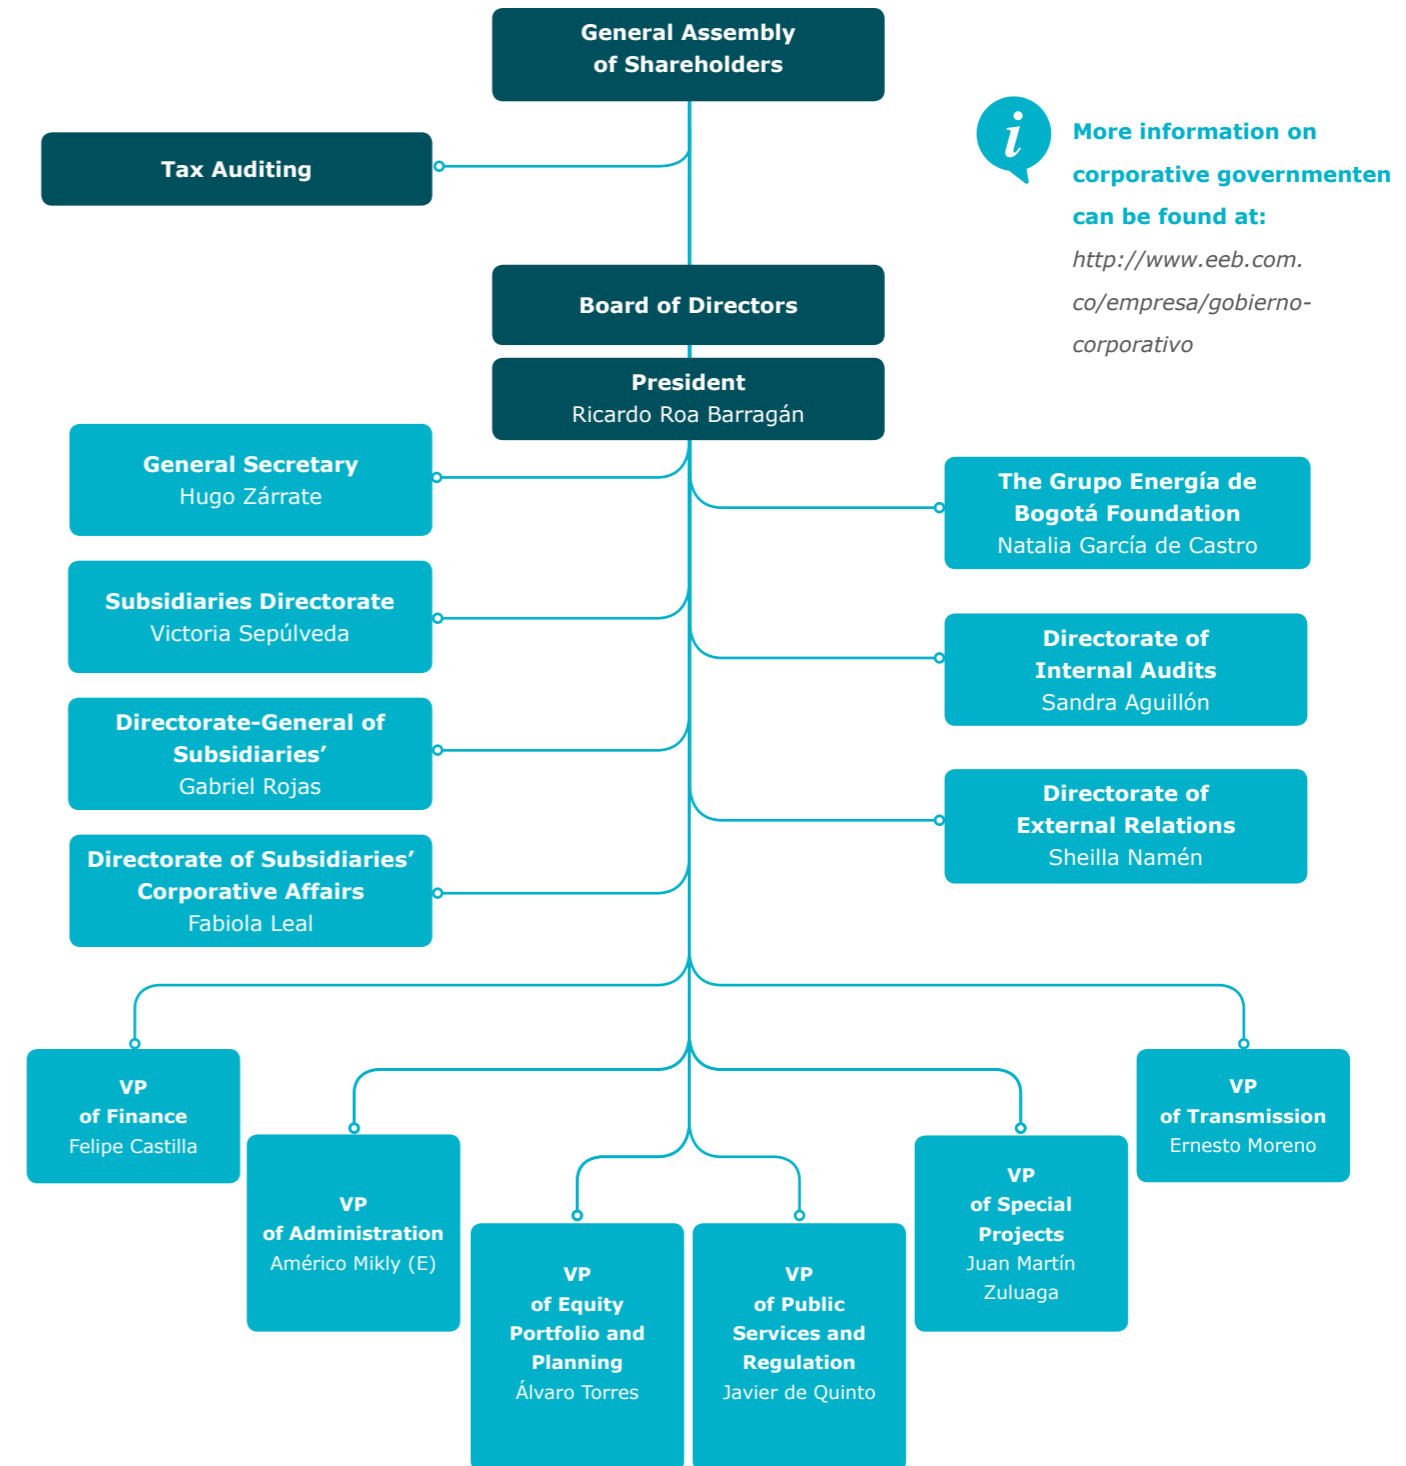 General Assembly
of Shareholders
Tax Auditing
More information on
corporative governmenten
can be found at:
http://www.eeb.com.
co/empresa/gobierno-
corporativo
Board of Directors
President
Ricardo Roa Barragán
General Secretary
Hugo Zárrate
The Grupo Energía de
Bogotá Foundation
Natalia García de Castro
Subsidiaries Directorate
Victoria Sepúlveda
Directorate of
Internal Audits
Sandra Aguillón
Directorate-General of
Subsidiaries’
Gabriel Rojas
Directorate of
External Relations
Sheilla Namén
Directorate of Subsidiaries’
Corporative Affairs
Fabiola Leal
VP
of Finance
Felipe Castilla
VP
of Administration
Américo Mikly (E)
VP
of Equity
Portfolio and
Planning
Álvaro Torres
VP
of Public
Services and
Regulation
Javier de Quinto
VP
of Special
Projects
Juan Martín
Zuluaga
VP
of Transmission
Ernesto Moreno